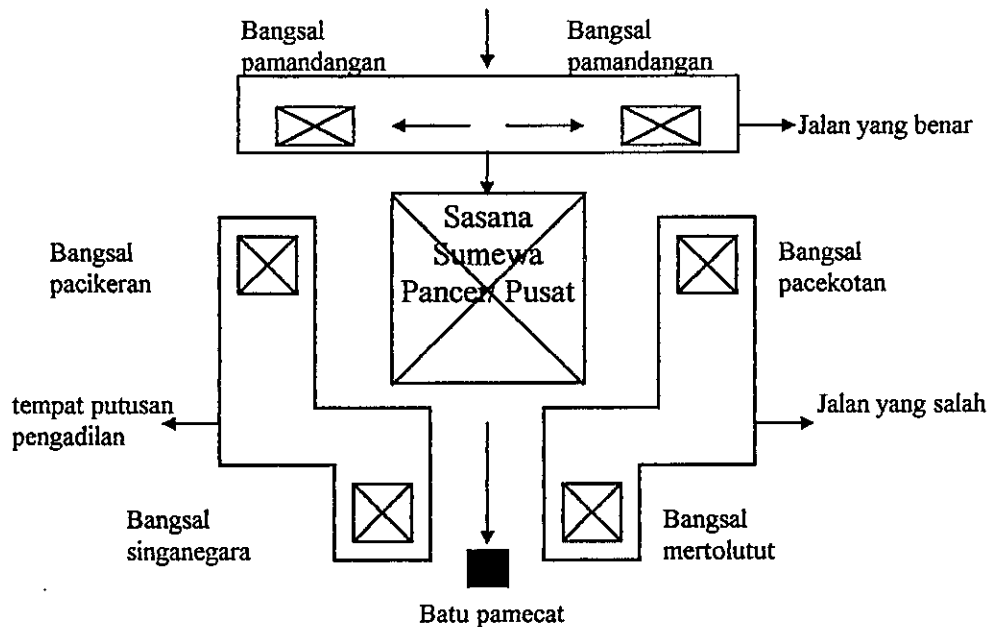 Bangsal
pamandangan
Bangsal
pamandangan
Jalan yang benar
Sasana
Sumewa
Pancer/ Pusat
Bangsal
pacikeran
Bangsal
pacekotan
tempat putusan
pengadilan
Jalan yang salah
Bangsal
singanegara
Bangsal
mertolutut
Batu pamecat